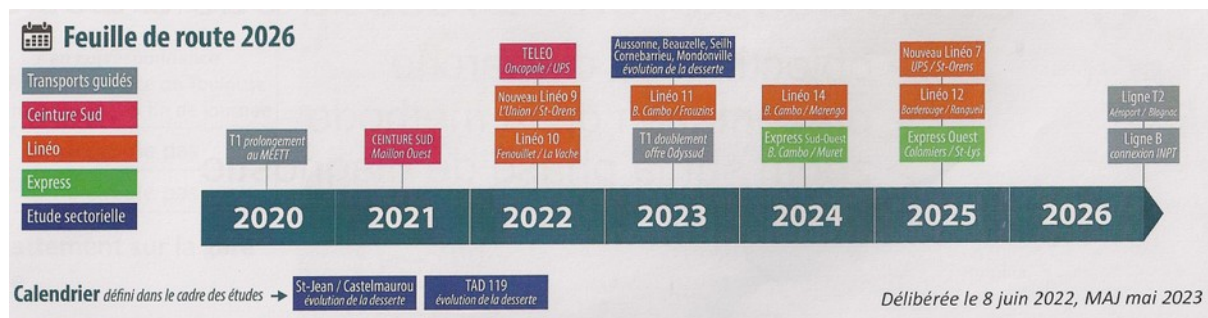 Feuille de route 2026
Transports guidés
Ceinture Sud
Linéo
Express
Etude sectorielle
T1 prolongement
au MEETT
CEINTURE SUD
Maillon Ouest
TELEO
Oncopole / UPS
Nouveau Linéo 9
L'Union / St-Orens
Linéo 10
Fenouillet / La Vache
Aussonne, Beauzelle, Seilh
Cornebarrieu, Mondonville
évolution de la desserte
Linéo 11
B. Cambo / Frouzins
T1 doublement
offre Odyssud
Linéo 14
B. Cambo / Marengo
Express Sud-Ouest
B. Cambo / Muret
Nouveau Linéo 7
UPS / St-Orens
Linéo 12
Borderouge / Rangueil
Express Ouest
Colomiers / St-Lys
Ligne T2
Aéroport / Blagnac
Ligne B
connexion INPT
2020
2021
2022
2023
2024
2025
2026
Calendrier défini dans le cadre des études
St-Jean / Castelmaurou
évolution de la desserte
TAD 119
évolution de la desserte
Délibérée le 8 juin 2022, MAJ mai 2023